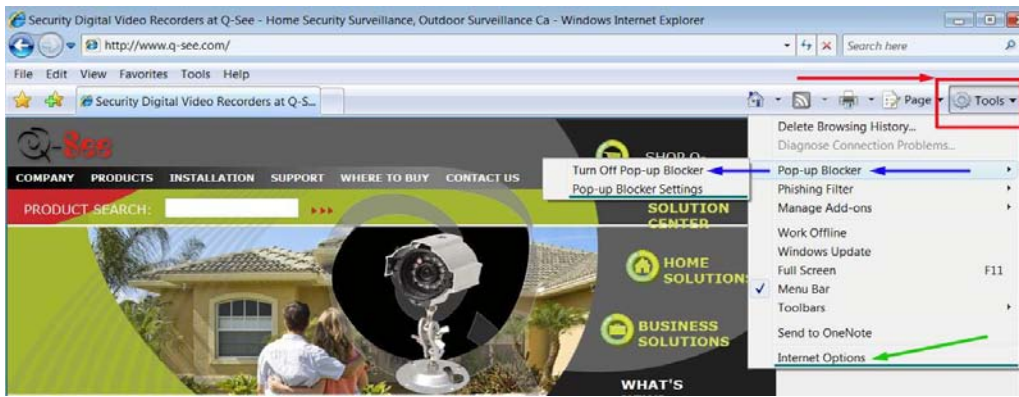 Security Digital Video Recorders at Q-See - Home Security Surveillance, Outdoor Surveillance Ca - Windows Internet Explorer
http://www.q-see.com/
Search here
File Edit View Favorites Tools Help
Security Digital Video Recorders at Q-S...
Page
Tools
Q-See
COMPANY PRODUCTS INSTALLATION SUPPORT WHERE TO BUY CONTACT US
PRODUCT SEARCH:
SHOP Q-
SOLUTION
CENTER
HOME
SOLUTIONS
BUSINESS
SOLUTIONS
WHAT'S
Turn Off Pop-up Blocker
Pop-up Blocker Settings
Delete Browsing History...
Diagnose Connection Problems...
Pop-up Blocker
Phishing Filter
Manage Add-ons
Work Offline
Windows Update
Full Screen F11
Menu Bar
Toolbars
Send to OneNote
Internet Options